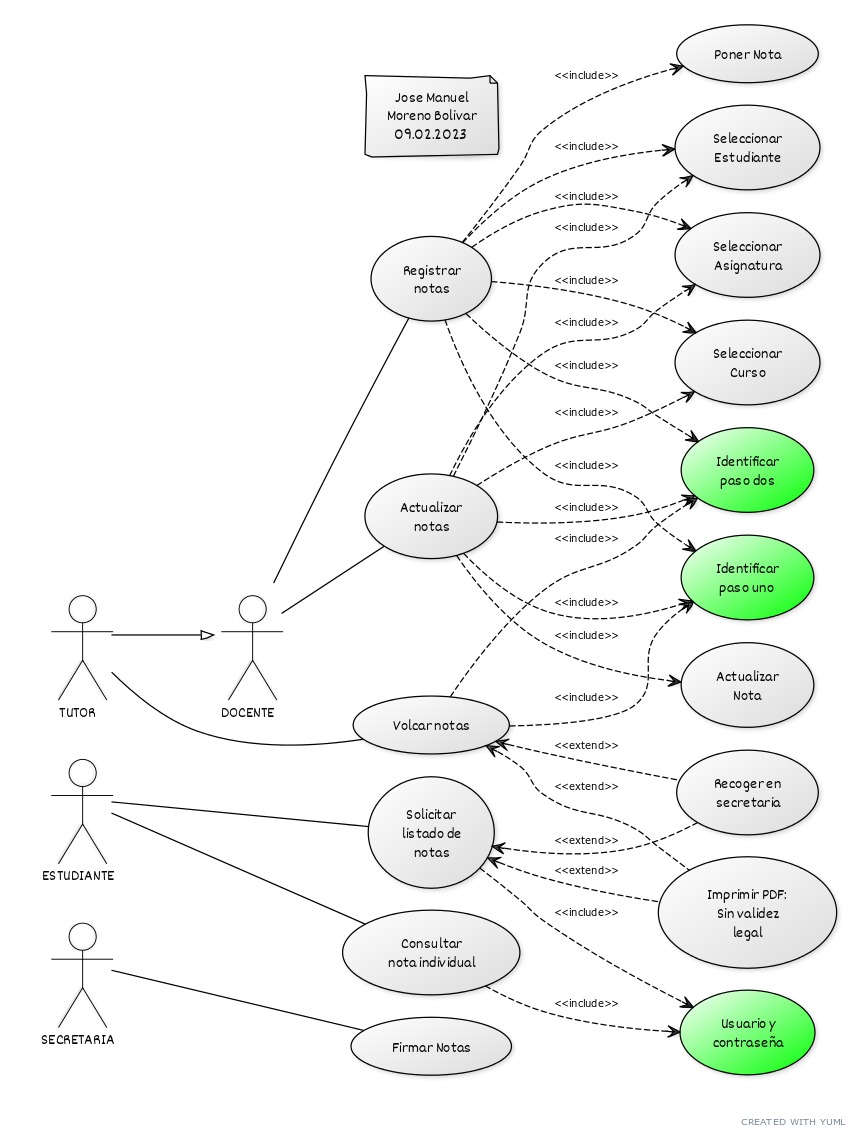 Poner Nota
<<include>>
Jose Manuel
Moreno Bolivar
09.02.2023
Seleccionar
Estudiante
<<include>>
<<include>>
<<include>>
Seleccionar
Asignatura
Registrar
notas
<<include>>
<<include>>
Seleccionar
Curso
<<include>>
<<include>>
Identificar
paso dos
<<include>>
Actualizar
notas
<<include>>
<<include>>
Identificar
paso uno
<<include>>
<<include>>
Actualizar
Nota
<<include>>
TUTOR
DOCENTE
Volcar notas
<<extend>>
<<extend>>
Recoger en
secretaria
Solicitar
listado de
notas
<<extend>>
<<extend>>
ESTUDIANTE
Imprimir PDF:
Sin validez
legal
<<include>>
Consultar
nota individual
<<include>>
Usuario y
contraseña
SECRETARIA
Firmar Notas
CREATED WITH YUML